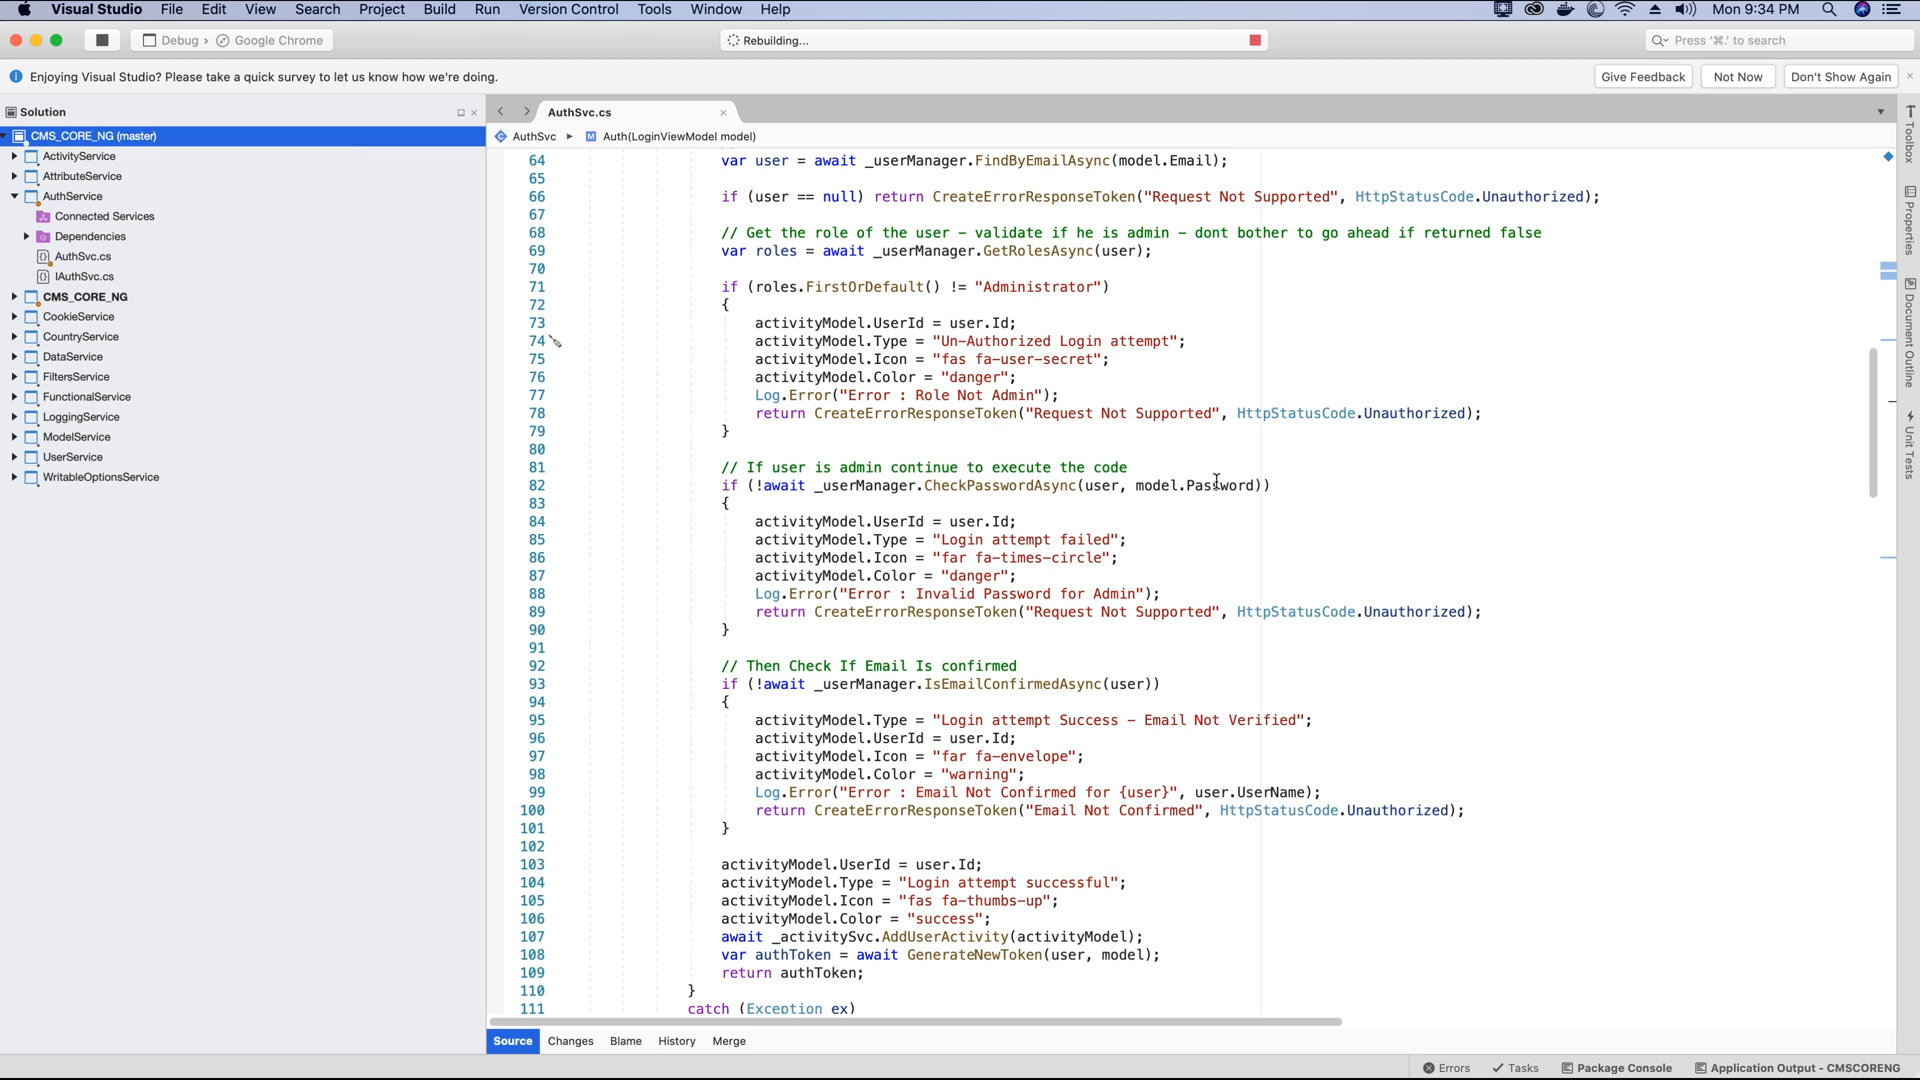 Visual Studio File Edit View Search Project Build Run Version Control Tools Window Help Mon 9:34 PM
Debug › Google Chrome
Rebuilding...
Press '⌘.' to search
Enjoying Visual Studio? Please take a quick survey to let us know how we're doing.
Give Feedback Not Now Don't Show Again
Solution
CMS_CORE_NG (master)
ActivityService
AttributeService
AuthService
Connected Services
Dependencies
AuthSvc.cs
IAuthSvc.cs
CMS_CORE_NG
CookieService
CountryService
DataService
FiltersService
FunctionalService
LoggingService
ModelService
UserService
WritableOptionsService
AuthSvc.cs
AuthSvc ▸ M Auth(LoginViewModel model)
64 var user = await _userManager.FindByEmailAsync(model.Email);
65
66 if (user == null) return CreateErrorResponseToken("Request Not Supported", HttpStatusCode.Unauthorized);
67
68 // Get the role of the user – validate if he is admin – dont bother to go ahead if returned false
69 var roles = await _userManager.GetRolesAsync(user);
70
71 if (roles.FirstOrDefault() != "Administrator")
72 {
73 activityModel.UserId = user.Id;
74 activityModel.Type = "Un-Authorized Login attempt";
75 activityModel.Icon = "fas fa-user-secret";
76 activityModel.Color = "danger";
77 Log.Error("Error : Role Not Admin");
78 return CreateErrorResponseToken("Request Not Supported", HttpStatusCode.Unauthorized);
79 }
80
81 // If user is admin continue to execute the code
82 if (!await _userManager.CheckPasswordAsync(user, model.Password))
83 {
84 activityModel.UserId = user.Id;
85 activityModel.Type = "Login attempt failed";
86 activityModel.Icon = "far fa-times-circle";
87 activityModel.Color = "danger";
88 Log.Error("Error : Invalid Password for Admin");
89 return CreateErrorResponseToken("Request Not Supported", HttpStatusCode.Unauthorized);
90 }
91
92 // Then Check If Email Is confirmed
93 if (!await _userManager.IsEmailConfirmedAsync(user))
94 {
95 activityModel.Type = "Login attempt Success – Email Not Verified";
96 activityModel.UserId = user.Id;
97 activityModel.Icon = "far fa-envelope";
98 activityModel.Color = "warning";
99 Log.Error("Error : Email Not Confirmed for {user}", user.UserName);
100 return CreateErrorResponseToken("Email Not Confirmed", HttpStatusCode.Unauthorized);
101 }
102
103 activityModel.UserId = user.Id;
104 activityModel.Type = "Login attempt successful";
105 activityModel.Icon = "fas fa-thumbs-up";
106 activityModel.Color = "success";
107 await _activitySvc.AddUserActivity(activityModel);
108 var authToken = await GenerateNewToken(user, model);
109 return authToken;
110 }
111 catch (Exception ex)
Source Changes Blame History Merge
Toolbox
Properties
Document Outline
Unit Tests
Errors Tasks Package Console Application Output - CMSCORENG